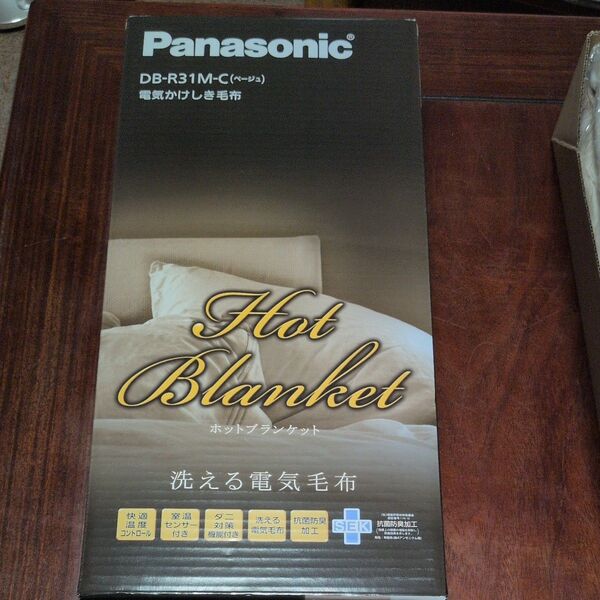 Panasonic®
DB-R31M-C(ベージュ)
電気かけしき毛布
Hot
Blanket
ホットブランケット
洗える電気毛布
快適
温度
コントロール
室温
センサー
付き
ダニ
対策
機能付き
洗える
電気毛布
抗菌防臭
加工
SEK
抗菌防臭加工